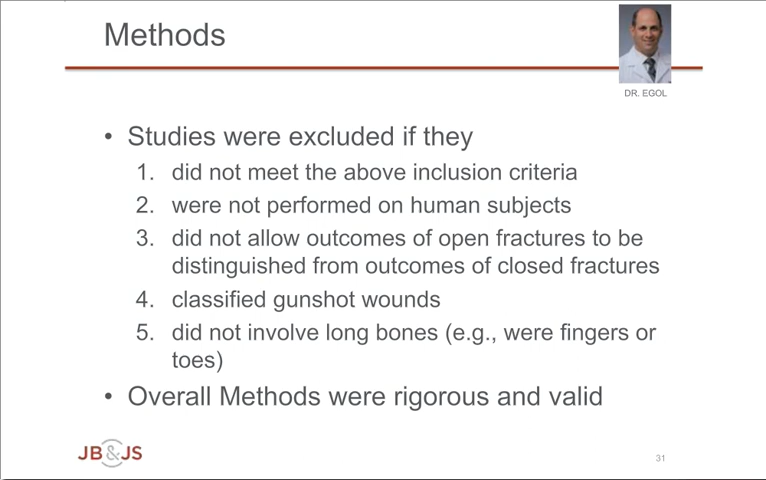 Methods
DR. EGOL
• Studies were excluded if they
1. did not meet the above inclusion criteria
2. were not performed on human subjects
3. did not allow outcomes of open fractures to be
distinguished from outcomes of closed fractures
4. classified gunshot wounds
5. did not involve long bones (e.g., were fingers or
toes)
• Overall Methods were rigorous and valid
JB&JS
31